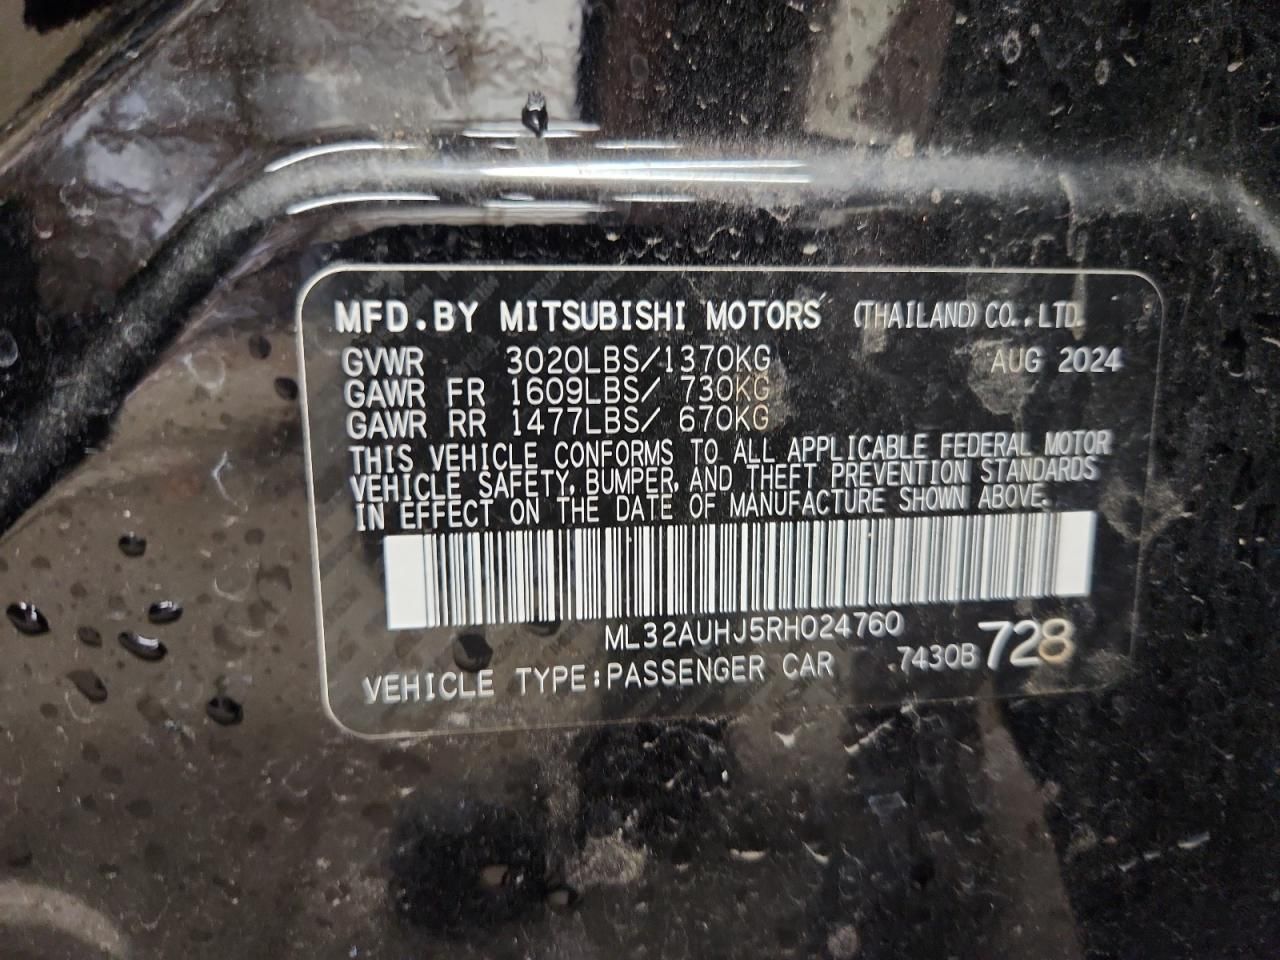 MFD.BY MITSUBISHI MOTORS (THAILAND) CO.,LTD.
GVWR 3020LBS/1370KG AUG 2024
GAWR FR 1609LBS/ 730KG
GAWR RR 1477LBS/ 670KG
THIS VEHICLE CONFORMS TO ALL APPLICABLE FEDERAL MOTOR
VEHICLE SAFETY, BUMPER, AND THEFT PREVENTION STANDARDS
IN EFFECT ON THE DATE OF MANUFACTURE SHOWN ABOVE.
ML32AUHJ5RH024760
VEHICLE TYPE:PASSENGER CAR 7430B728